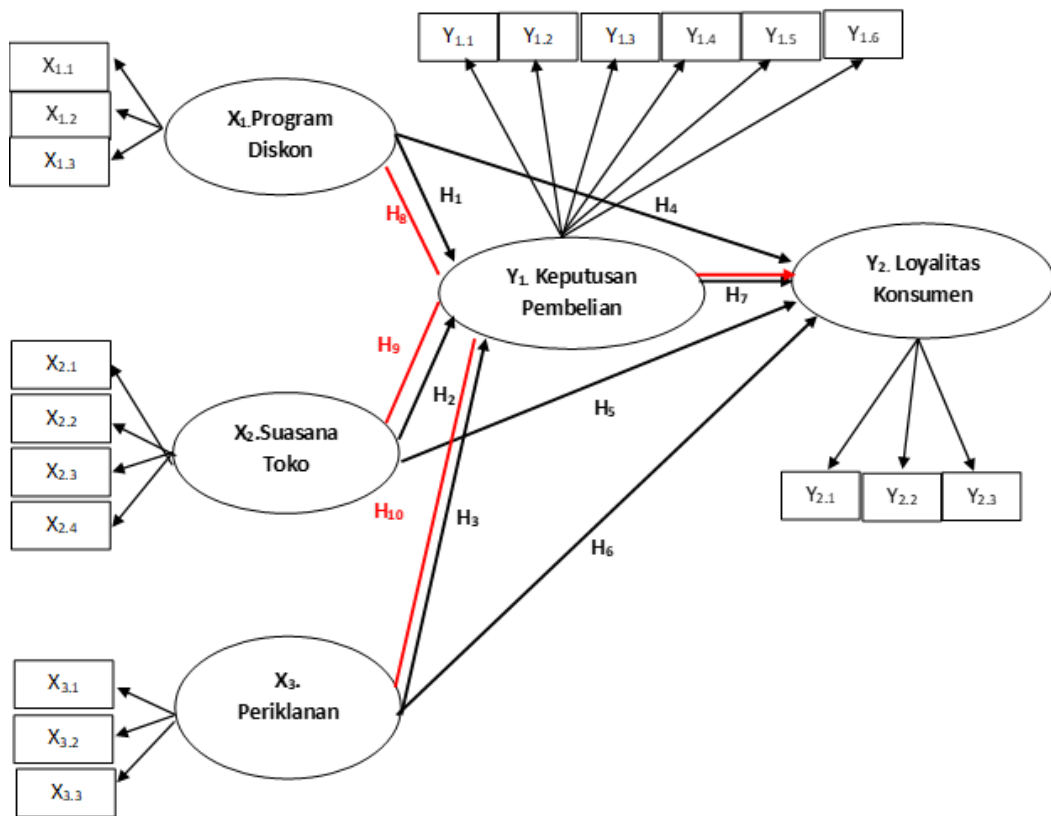 Y1.1
Y1.2
Y1.3
Y1.4
Y1.5
Y1.6
X1.1
X1.2
X1.3
X1.Program
Diskon
H1
H8
H4
Y1. Keputusan
Pembelian
Y2. Loyalitas
Konsumen
H7
H9
H2
H5
X2.1
X2.2
X2.3
X2.4
X2.Suasana
Toko
H10
H3
H6
Y2.1
Y2.2
Y2.3
X3.1
X3.2
X3.3
X3.
Periklanan